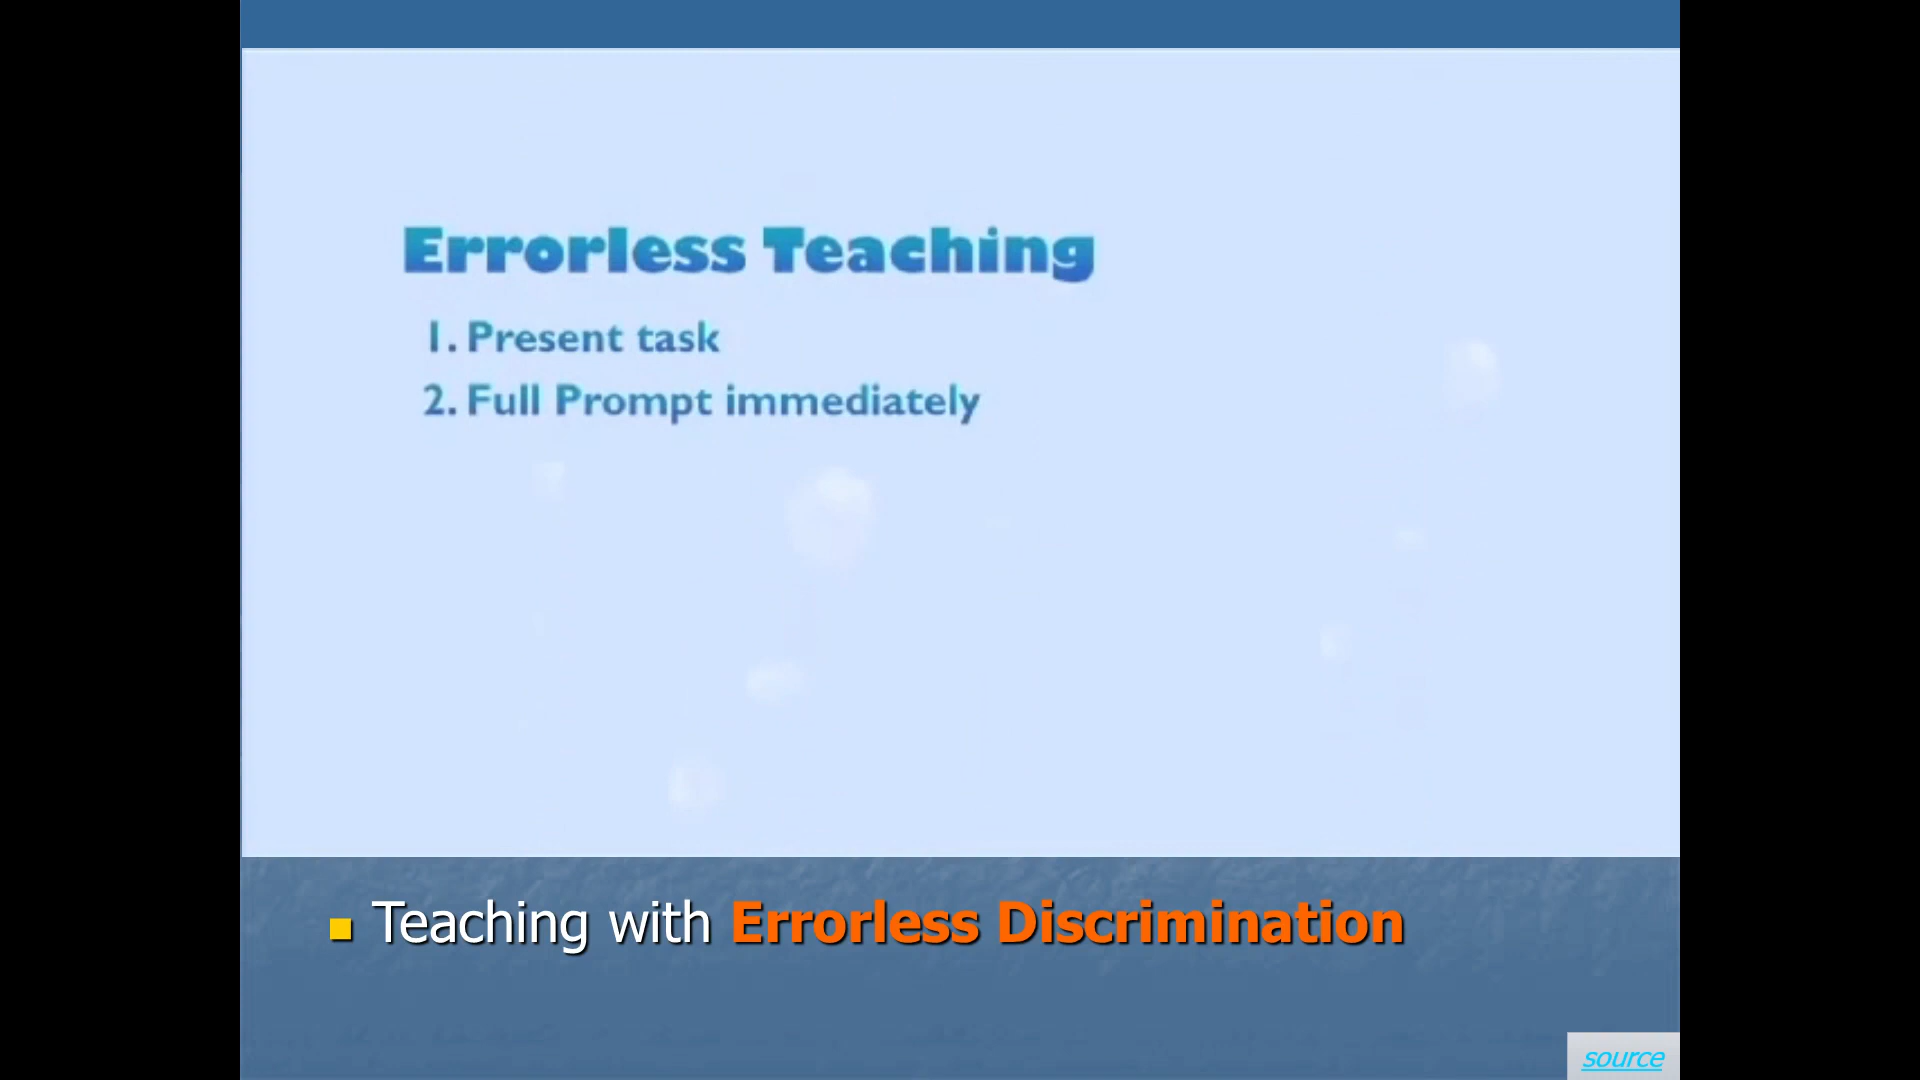 Errorless Teaching
1. Present task
2. Full Prompt immediately
Teaching with Errorless Discrimination
source